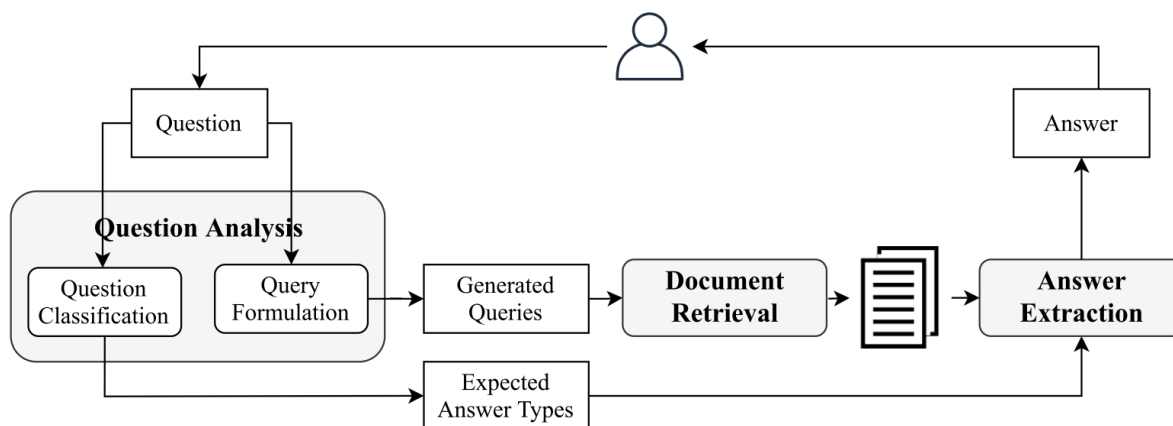 Question
Answer
Question Analysis
Question
Classification
Query
Formulation
Generated
Queries
Document
Retrieval
Answer
Extraction
Expected
Answer Types